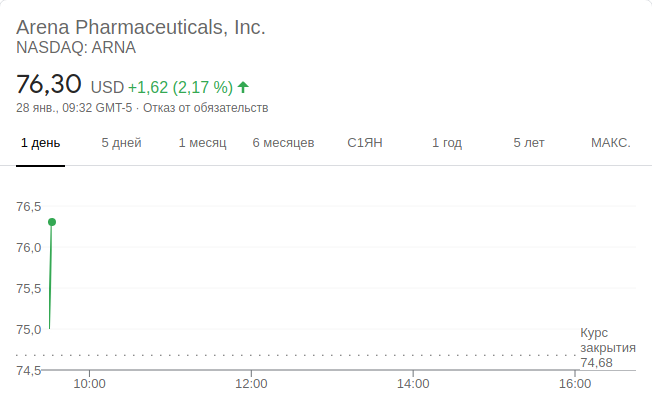 Arena Pharmaceuticals, Inc.
NASDAQ: ARNA
76,30 USD +1,62 (2,17 %)
28 янв., 09:32 GMT-5 · Отказ от обязательств
1 день 5 дней 1 месяц 6 месяцев С1ЯН 1 год 5 лет МАКС.
76,5
76,0
75,5
75,0
Курс
закрытия
74,68
74,5
10:00 12:00 14:00 16:00